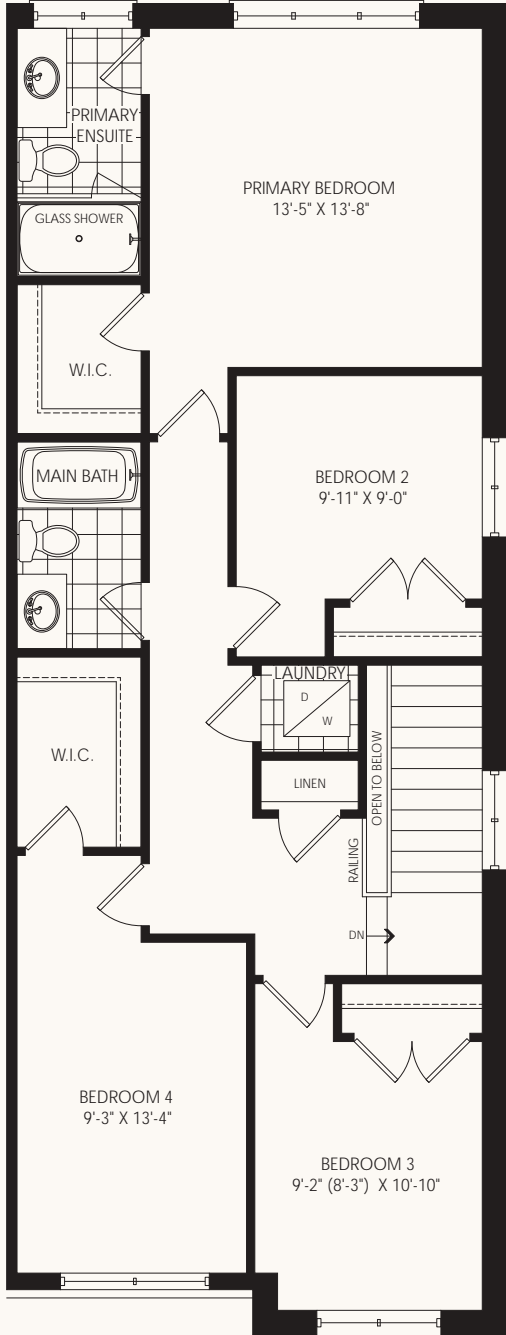 PRIMARY
ENSUITE
GLASS SHOWER
PRIMARY BEDROOM
13'-5" X 13'-8"
W.I.C.
MAIN BATH
BEDROOM 2
9'-11" X 9'-0"
LAUNDRY
D
W
W.I.C.
LINEN
OPEN TO BELOW
RAILING
DN
BEDROOM 4
9'-3" X 13'-4"
BEDROOM 3
9'-2" (8'-3") X 10'-10"